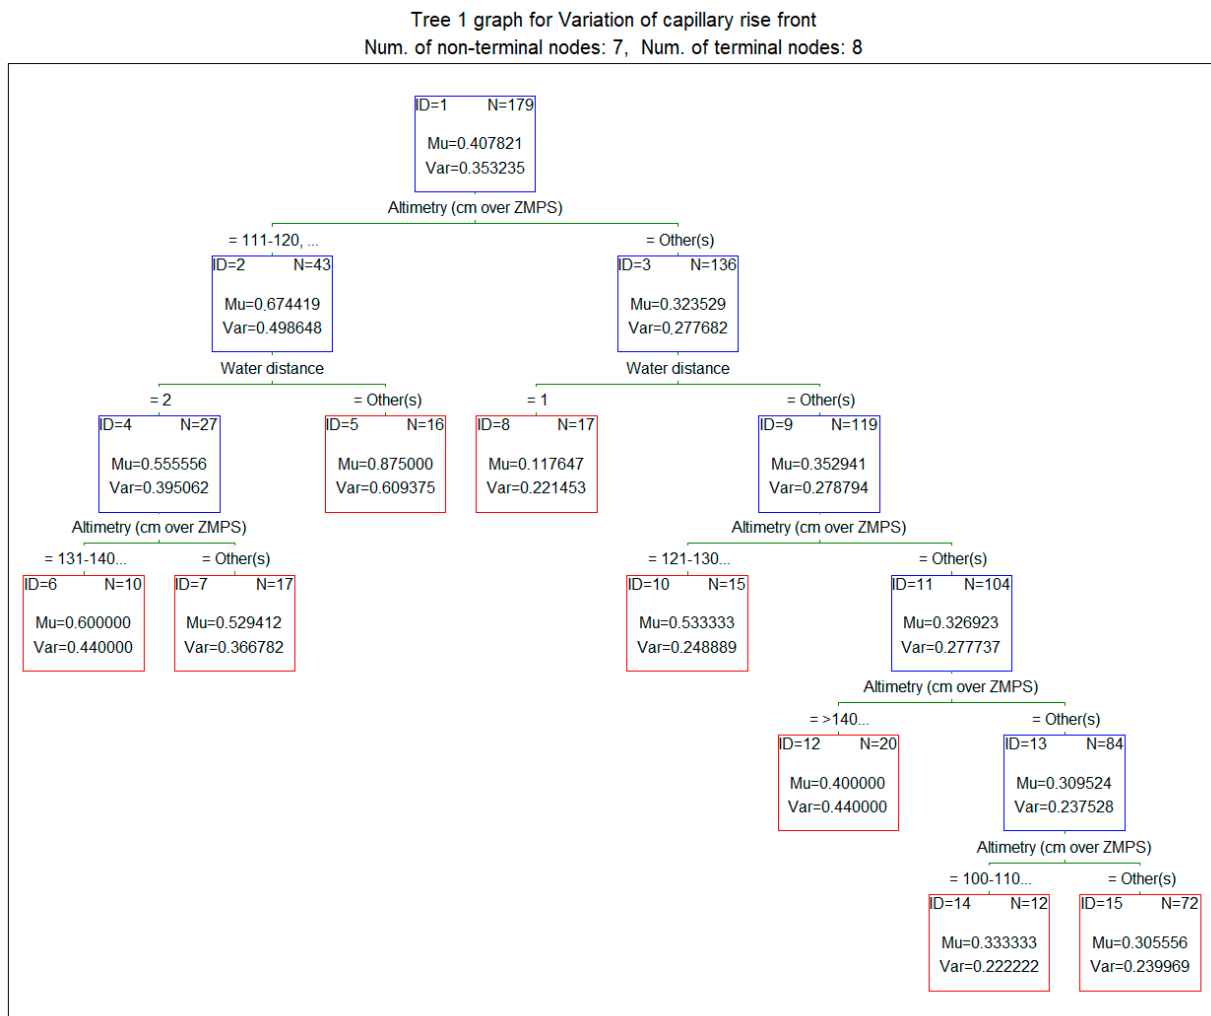 Tree 1 graph for Variation of capillary rise front
Num. of non-terminal nodes: 7, Num. of terminal nodes: 8
ID=1 N=179
Mu=0.407821
Var=0.353235
Altimetry (cm over ZMPS)
= 111-120, ... = Other(s)
ID=2 N=43 ID=3 N=136
Mu=0.674419 Mu=0.323529
Var=0.498648 Var=0.277682
Water distance Water distance
= 2 = Other(s) = 1 = Other(s)
ID=4 N=27 ID=5 N=16 ID=8 N=17 ID=9 N=119
Mu=0.555556 Mu=0.875000 Mu=0.117647 Mu=0.352941
Var=0.395062 Var=0.609375 Var=0.221453 Var=0.278794
Altimetry (cm over ZMPS) Altimetry (cm over ZMPS)
= 131-140... = Other(s) = 121-130... = Other(s)
ID=6 N=10 ID=7 N=17 ID=10 N=15 ID=11 N=104
Mu=0.600000 Mu=0.529412 Mu=0.533333 Mu=0.326923
Var=0.440000 Var=0.366782 Var=0.248889 Var=0.277737
Altimetry (cm over ZMPS)
= >140... = Other(s)
ID=12 N=20 ID=13 N=84
Mu=0.400000 Mu=0.309524
Var=0.440000 Var=0.237528
Altimetry (cm over ZMPS)
= 100-110... = Other(s)
ID=14 N=12 ID=15 N=72
Mu=0.333333 Mu=0.305556
Var=0.222222 Var=0.239969